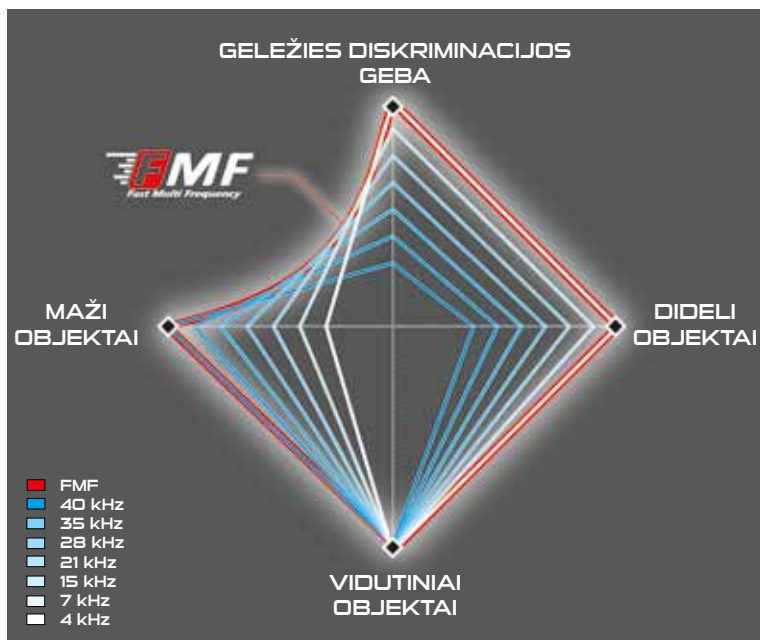 GELEŽIES DISKRIMINACIJOS
GEBA
FMF
Fast Multi Frequency
MAŽI
OBJEKTAI
DIDELI
OBJEKTAI
VIDUTINIAI
OBJEKTAI
FMF
40 kHz
35 kHz
28 kHz
21 kHz
15 kHz
7 kHz
4 kHz